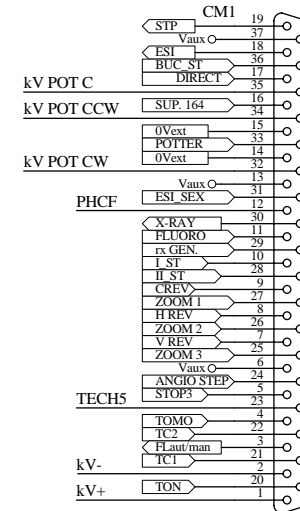 CM1
STP 19
Vaux 37
ESI 18
BUC_ST 36
DIRECT 17
kV POT C 35
SUP. 164 16
kV POT CCW 34
0Vext 15
POTTER 33
0Vext 14
kV POT CW 32
Vaux 13
ESI_SEX 31
PHCF 12
X-RAY 30
FLUORO 11
rx GEN. 29
I_ST 10
II_ST 28
CREV 9
ZOOM 1 27
H REV 8
ZOOM 2 26
V REV 7
ZOOM 3 25
Vaux 6
ANGIO STEP 24
STOP3 5
TECH5 23
TOMO 4
TC2 22
FLaut/man 3
TC1 21
kV- 2
TON 20
kV+ 1